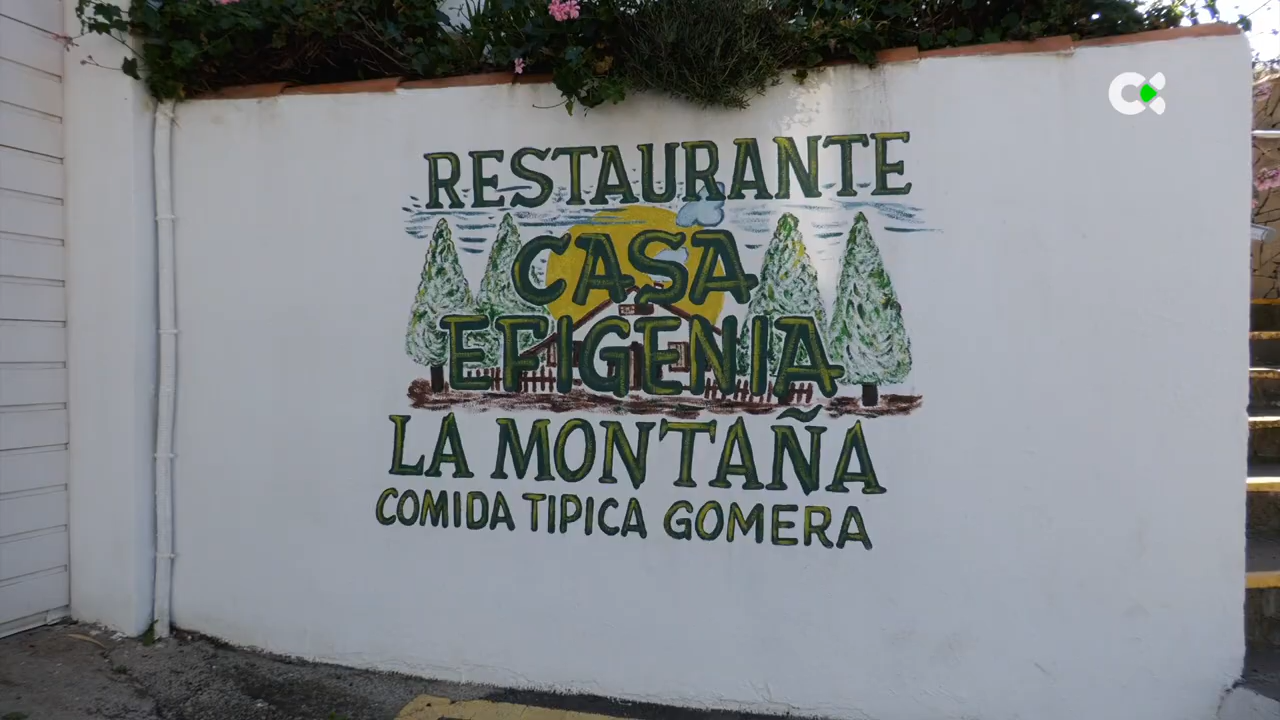 RESTAURANTE
CASA
EFIGENIA
LA MONTAÑA
COMIDA TIPICA GOMERA